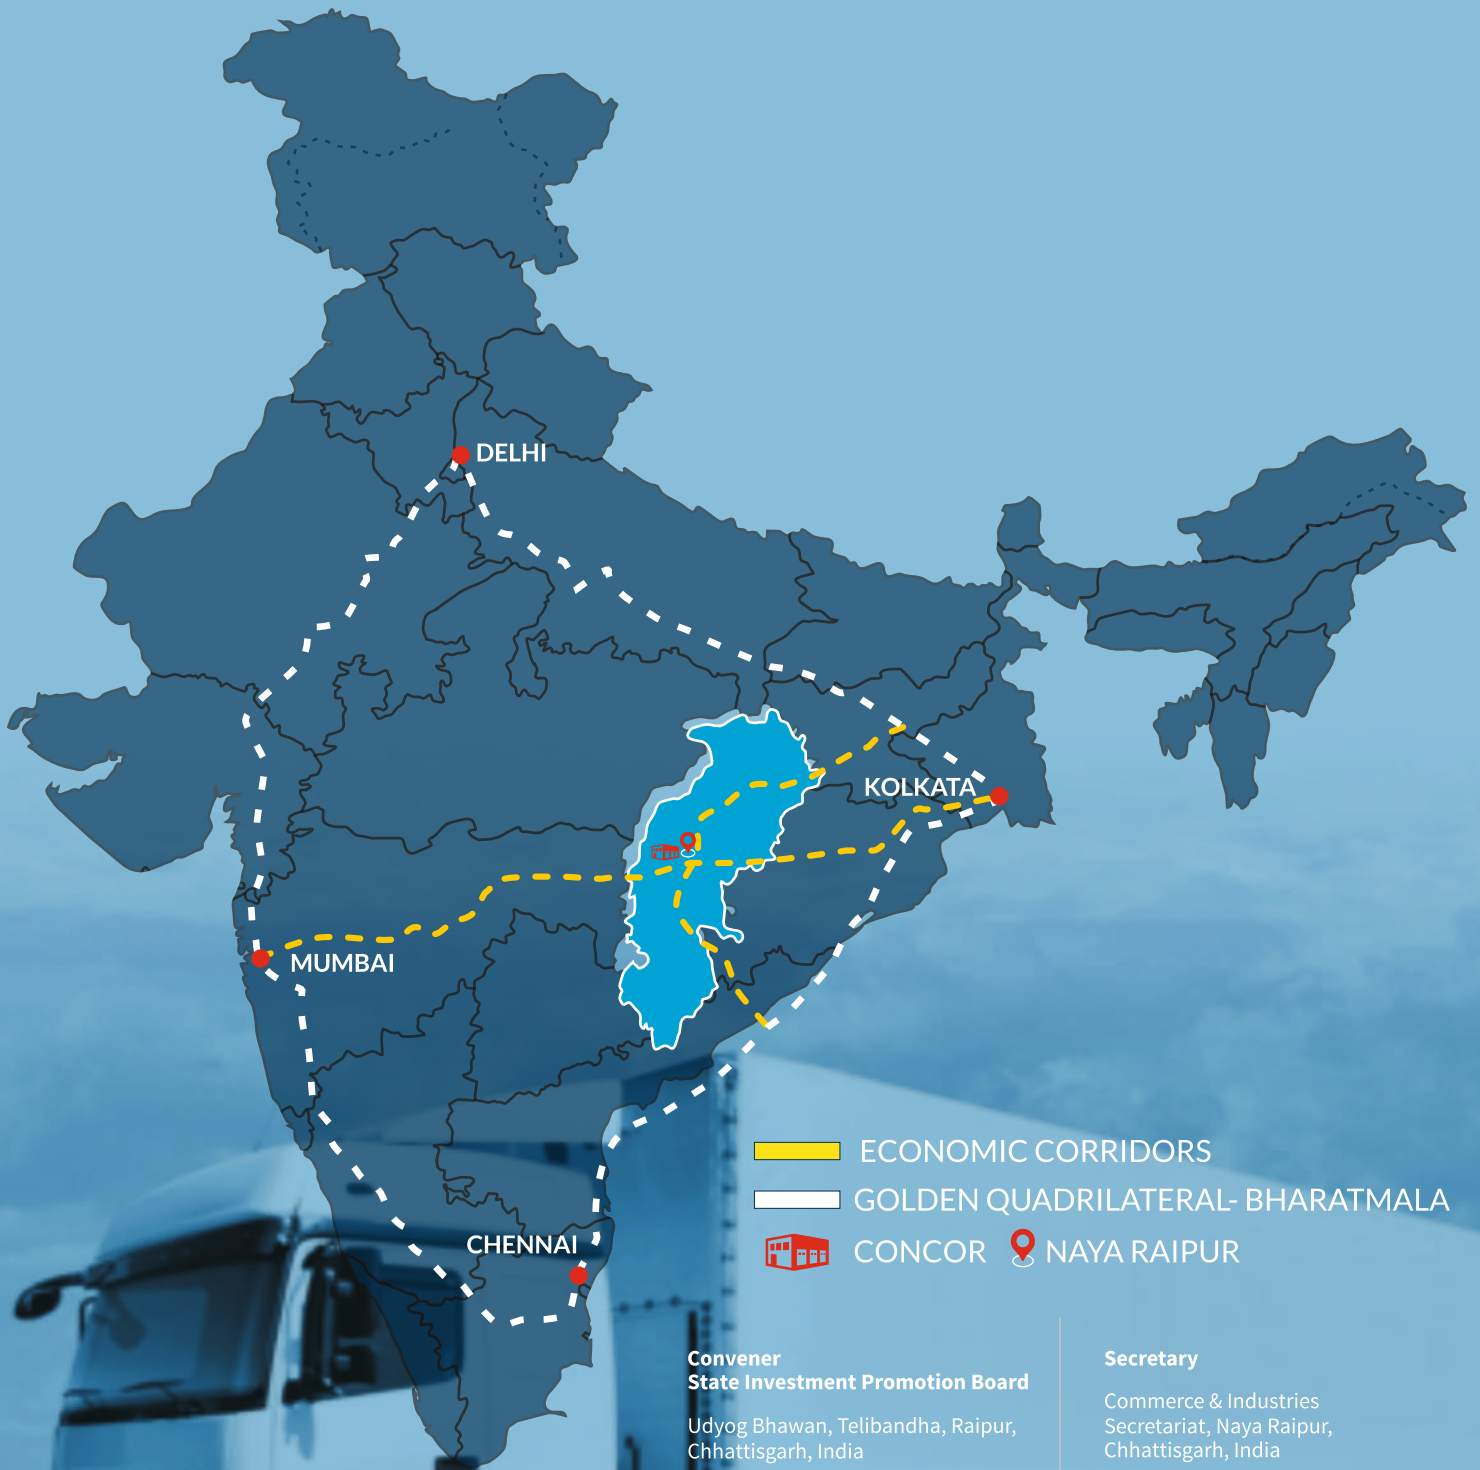 DELHI
KOLKATA
MUMBAI
CHENNAI
ECONOMIC CORRIDORS
GOLDEN QUADRILATERAL- BHARATMALA
CONCOR
NAYA RAIPUR
Convener
State Investment Promotion Board
Udyog Bhawan, Telibandha, Raipur,
Chhattisgarh, India
Secretary
Commerce & Industries
Secretariat, Naya Raipur,
Chhattisgarh, India